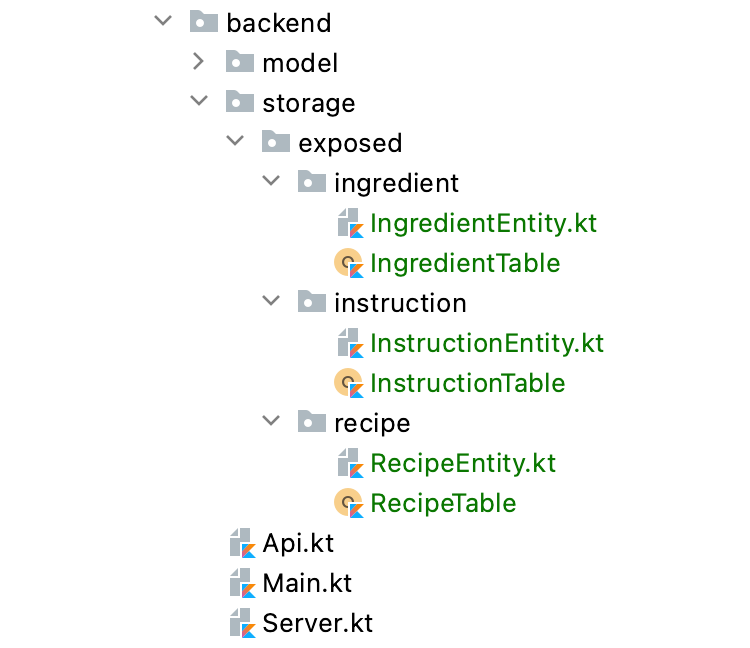 backend
model
storage
exposed
ingredient
IngredientEntity.kt
IngredientTable
instruction
InstructionEntity.kt
InstructionTable
recipe
RecipeEntity.kt
RecipeTable
Api.kt
Main.kt
Server.kt